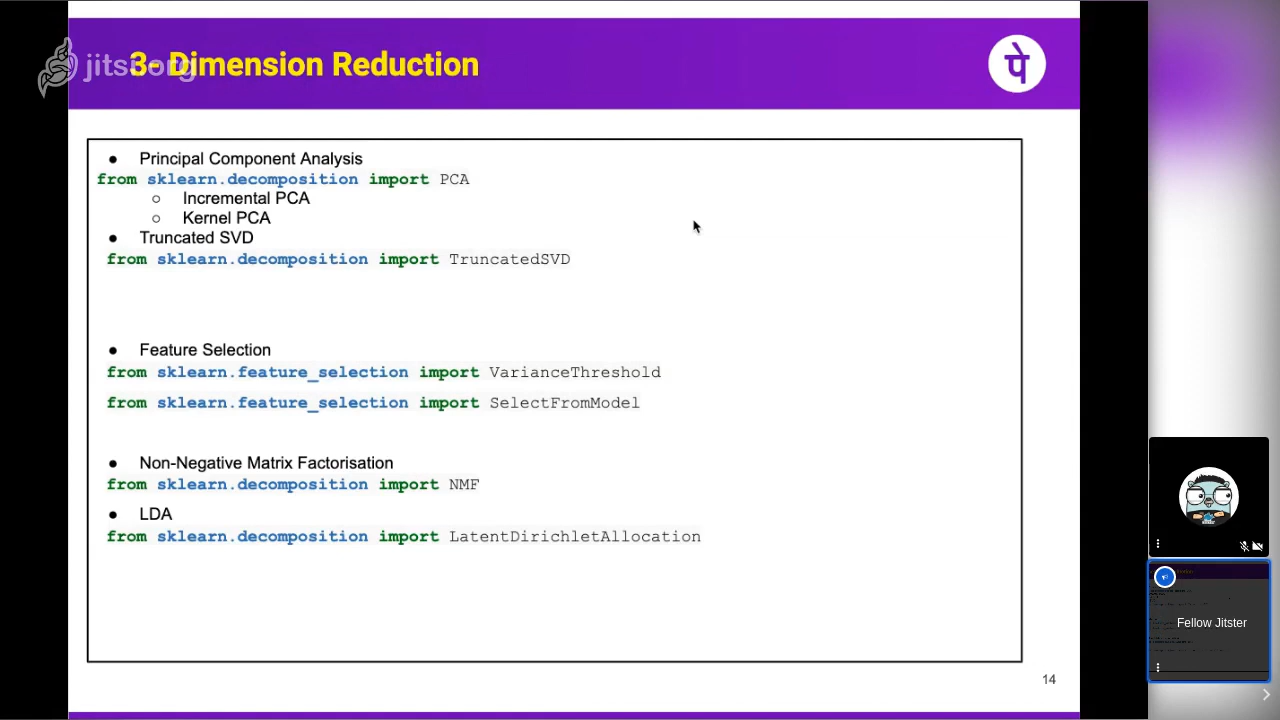 jitsi.org
3- Dimension Reduction
पे
● Principal Component Analysis
from sklearn.decomposition import PCA
○ Incremental PCA
○ Kernel PCA
● Truncated SVD
from sklearn.decomposition import TruncatedSVD
● Feature Selection
from sklearn.feature_selection import VarianceThreshold
from sklearn.feature_selection import SelectFromModel
● Non-Negative Matrix Factorisation
from sklearn.decomposition import NMF
● LDA
from sklearn.decomposition import LatentDirichletAllocation
14
Fellow Jitster